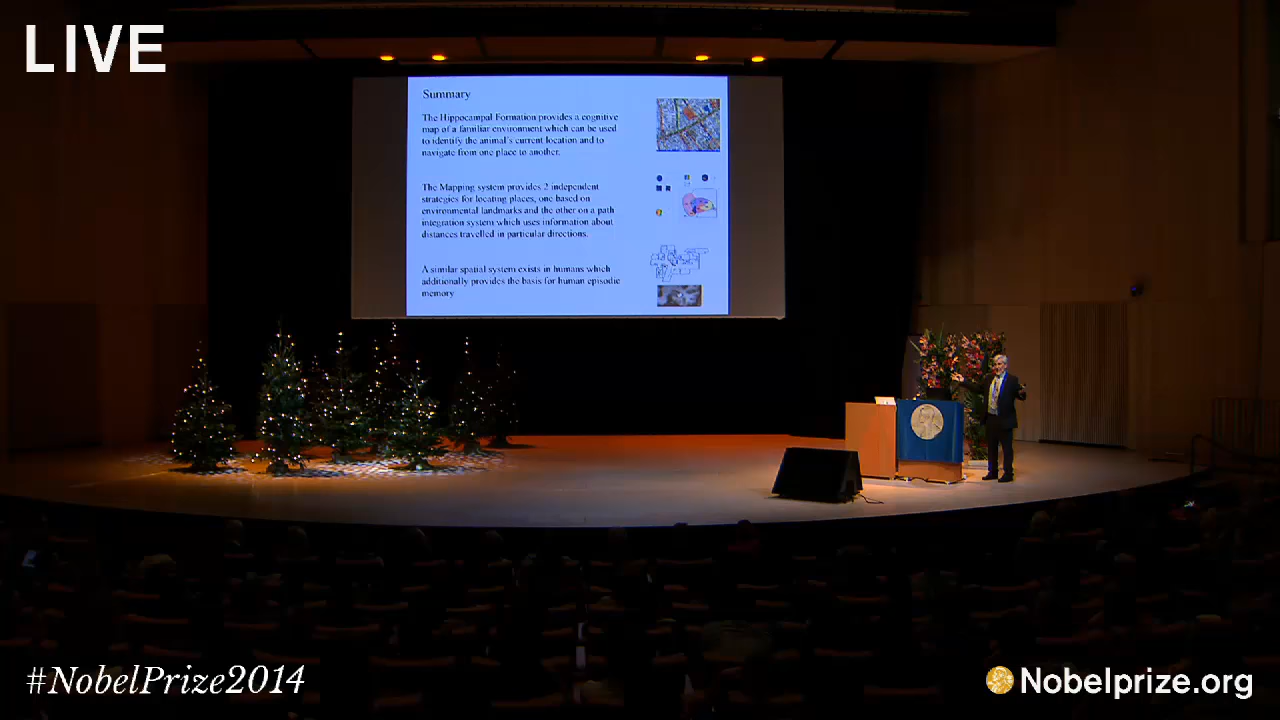 LIVE
Summary
The Hippocampal Formation provides a cognitive
map of a familiar environment which can be used
to identify the animal's current location and to
navigate from one place to another.
The Mapping system provides 2 independent
strategies for locating places, one based on
environmental landmarks and the other on a path
integration system which uses information about
distances travelled in particular directions.
A similar spatial system exists in humans which
additionally provides the basis for human episodic
memory
#NobelPrize2014
Nobelprize.org